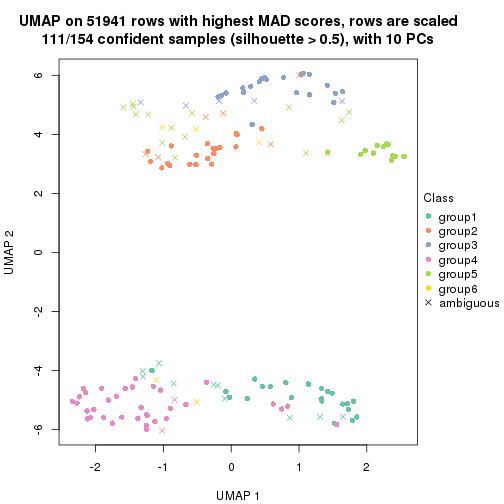 UMAP on 51941 rows with highest MAD scores, rows are scaled
111/154 confident samples (silhouette > 0.5), with 10 PCs
6
4
2
0
-2
-4
-6
UMAP 2
-2
-1
0
1
2
UMAP 1
Class
group1
group2
group3
group4
group5
group6
ambiguous